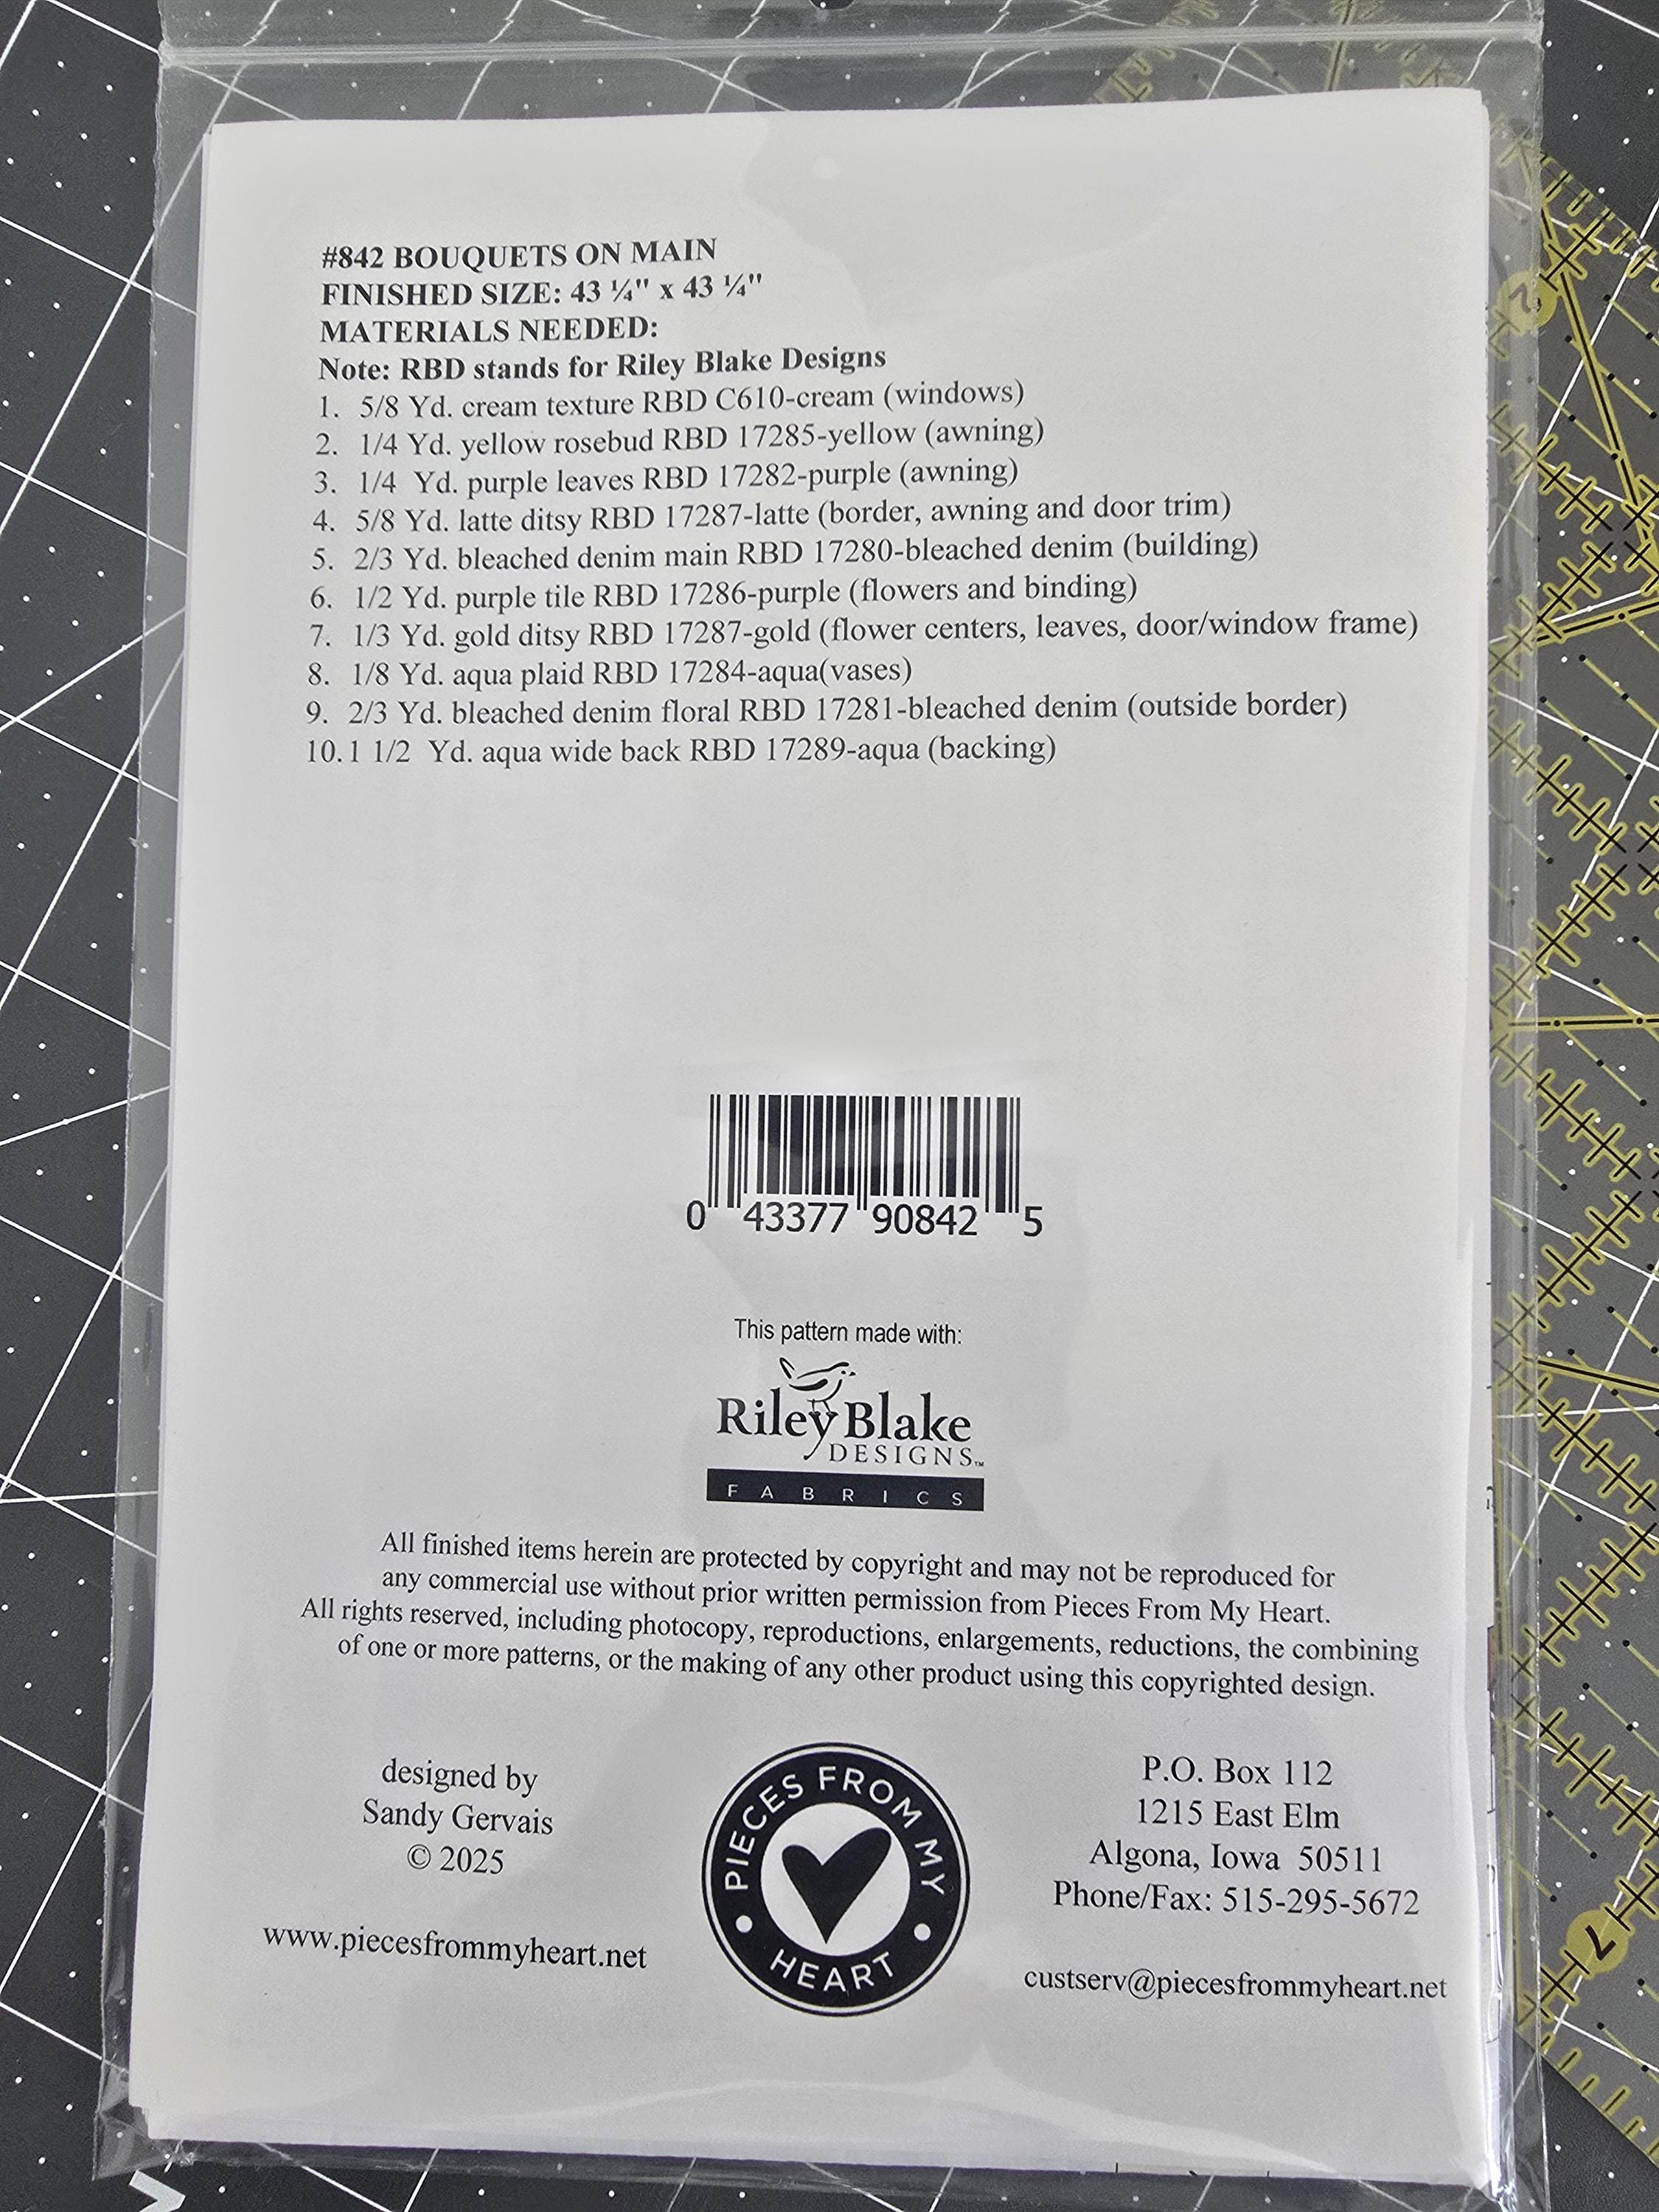 #842 BOUQUETS ON MAIN
FINISHED SIZE: 43 ¼" x 43 ¼"
MATERIALS NEEDED:
Note: RBD stands for Riley Blake Designs
1. 5/8 Yd. cream texture RBD C610-cream (windows)
2. 1/4 Yd. yellow rosebud RBD 17285-yellow (awning)
3. 1/4 Yd. purple leaves RBD 17282-purple (awning)
4. 5/8 Yd. latte ditsy RBD 17287-latte (border, awning and door trim)
5. 2/3 Yd. bleached denim main RBD 17280-bleached denim (building)
6. 1/2 Yd. purple tile RBD 17286-purple (flowers and binding)
7. 1/3 Yd. gold ditsy RBD 17287-gold (flower centers, leaves, door/window frame)
8. 1/8 Yd. aqua plaid RBD 17284-aqua(vases)
9. 2/3 Yd. bleached denim floral RBD 17281-bleached denim (outside border)
10. 1 1/2 Yd. aqua wide back RBD 17289-aqua (backing)
0 43377 90842 5
This pattern made with:
Riley Blake
DESIGNS™
FABRICS
All finished items herein are protected by copyright and may not be reproduced for
any commercial use without prior written permission from Pieces From My Heart.
All rights reserved, including photocopy, reproductions, enlargements, reductions, the combining
of one or more patterns, or the making of any other product using this copyrighted design.
designed by
Sandy Gervais
© 2025
www.piecesfrommyheart.net
PIECES FROM MY
HEART
P.O. Box 112
1215 East Elm
Algona, Iowa 50511
Phone/Fax: 515-295-5672
custserv@piecesfrommyheart.net
2
7